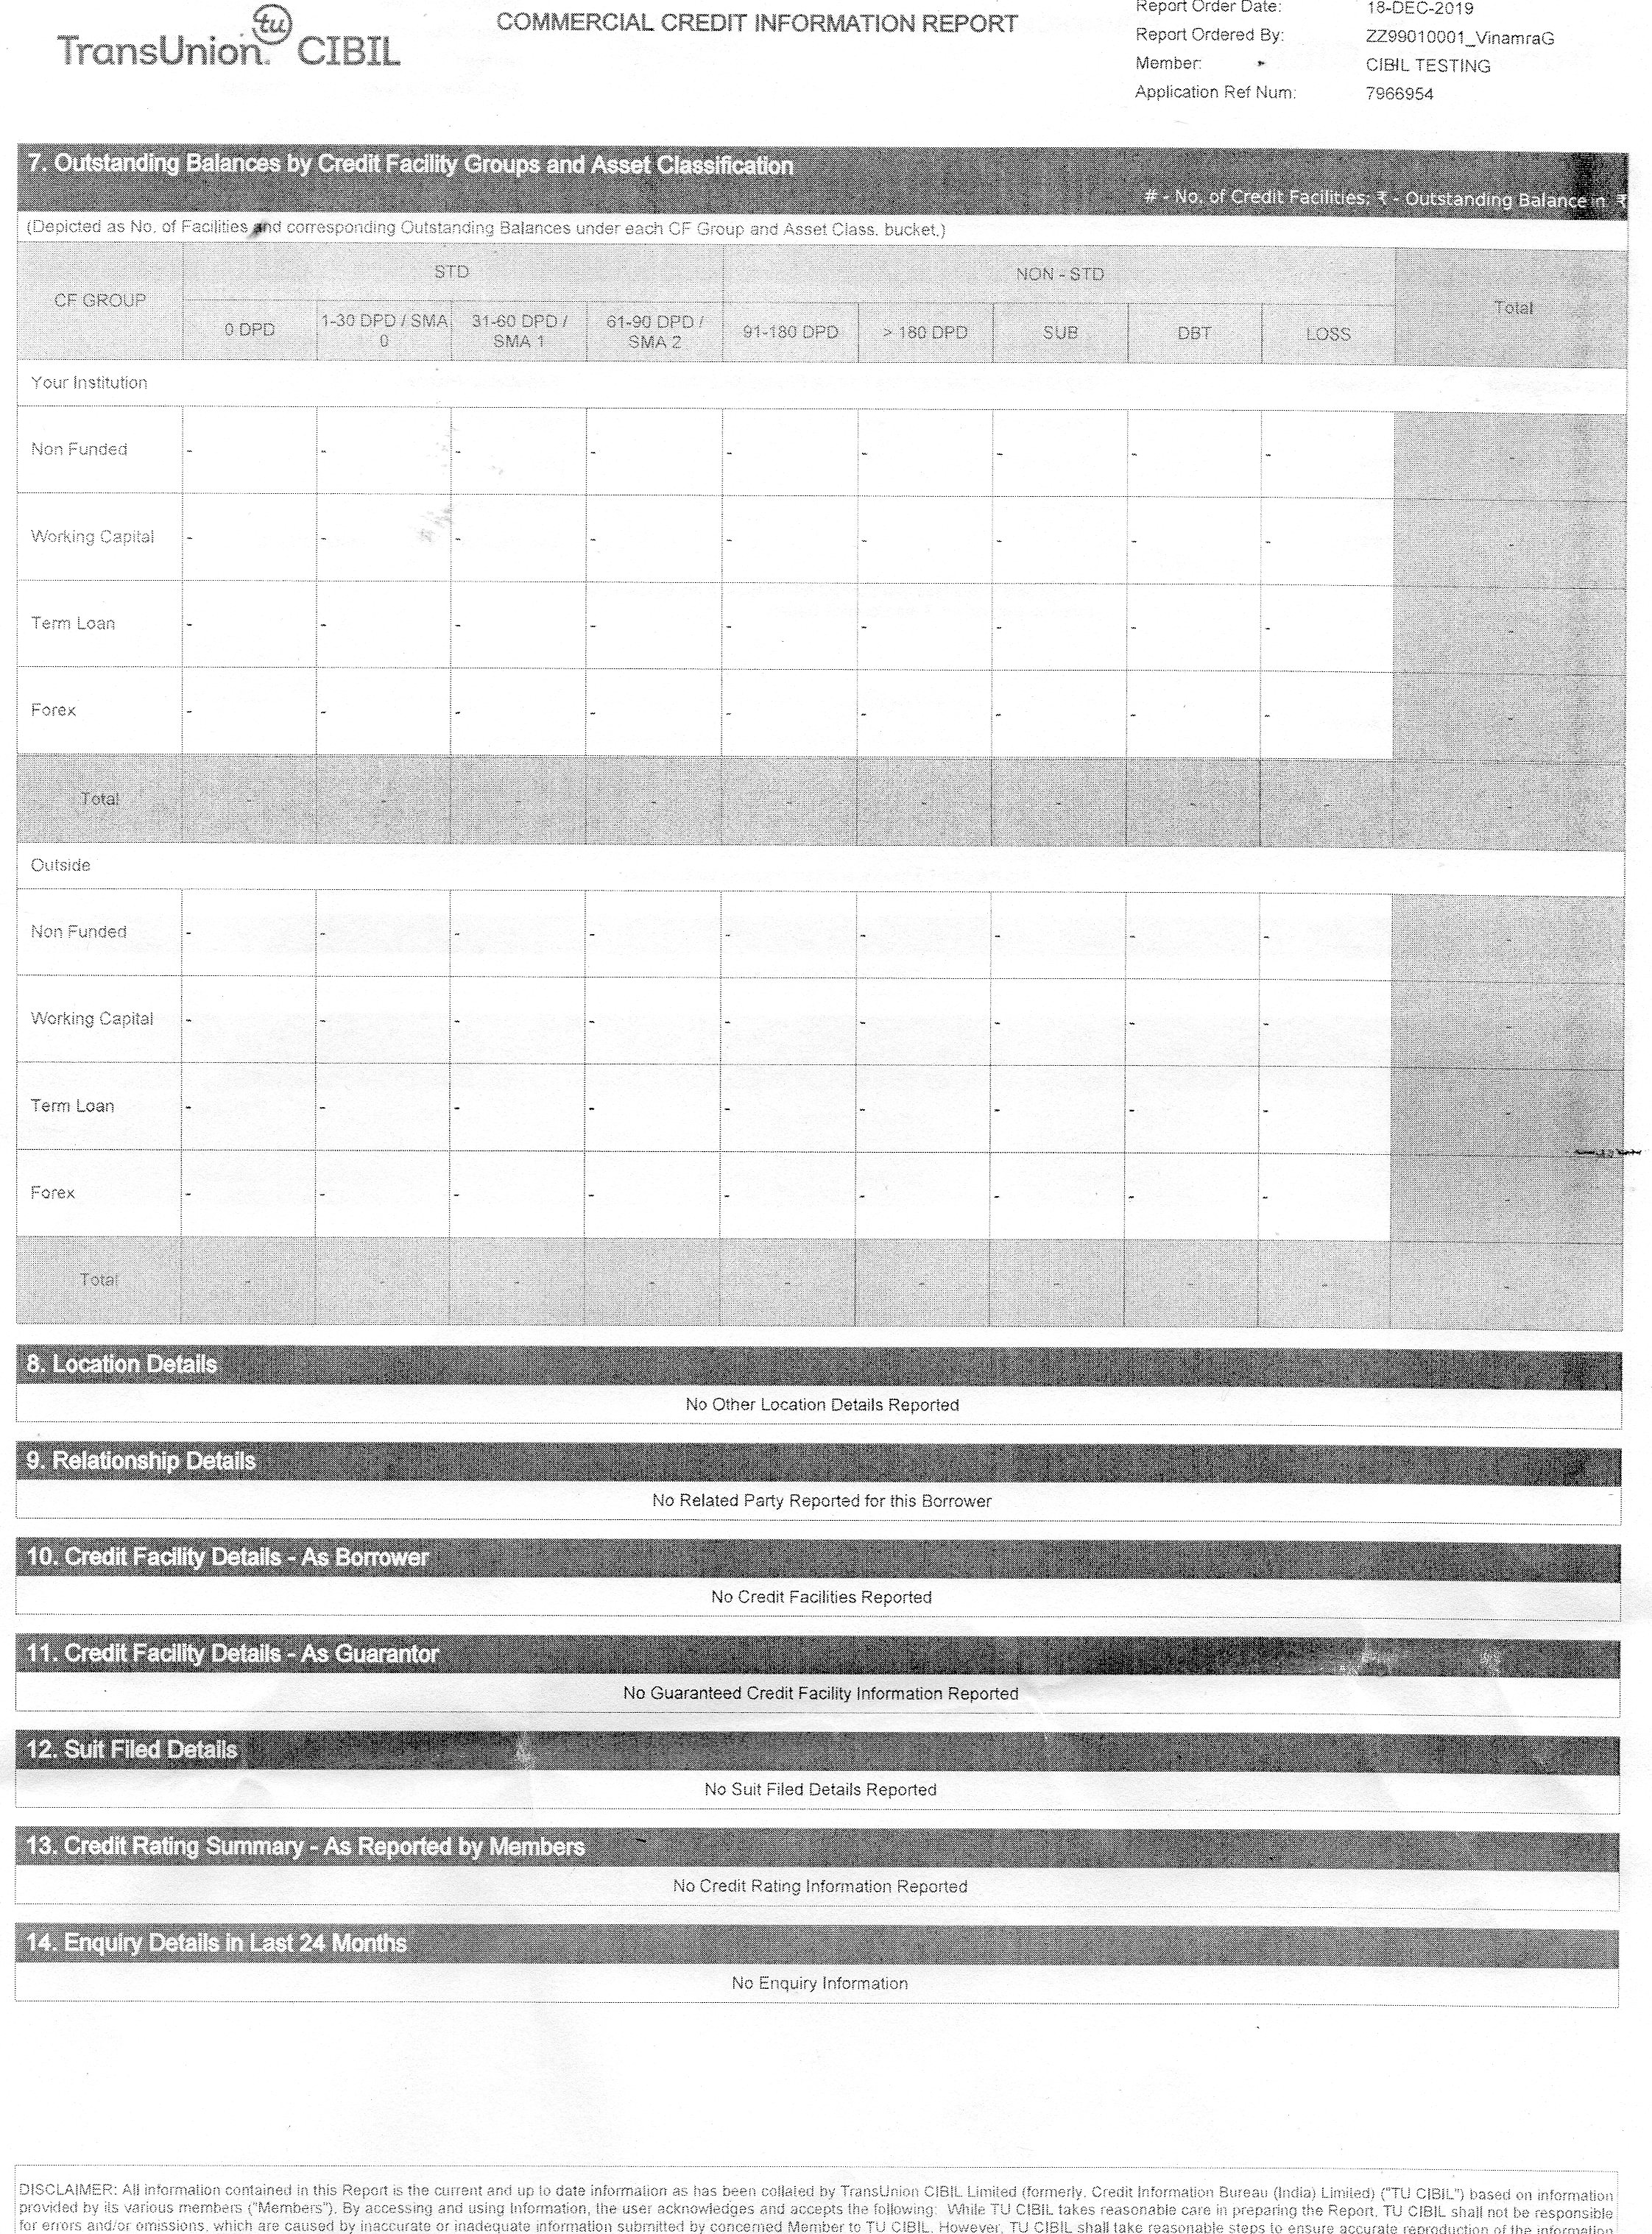 tu
TransUnion. CIBIL
COMMERCIAL CREDIT INFORMATION REPORT
Report Order Date: 18-DEC-2019
Report Ordered By: ZZ99010001_VinamraG
Member: CIBIL TESTING
Application Ref Num: 7966954
7. Outstanding Balances by Credit Facility Groups and Asset Classification
# - No. of Credit Facilities; ₹ - Outstanding Balance in ₹
(Depicted as No. of Facilities and corresponding Outstanding Balances under each CF Group and Asset Class. bucket.)
CF GROUP STD NON - STD Total
0 DPD 1-30 DPD / SMA 0 31-60 DPD / SMA 1 61-90 DPD / SMA 2 91-180 DPD > 180 DPD SUB DBT LOSS
Your Institution
Non Funded - - - - - - - - - -
Working Capital - - - - - - - - - -
Term Loan - - - - - - - - - -
Forex - - - - - - - - - -
Total - - - - - - - - - -
Outside
Non Funded - - - - - - - - - -
Working Capital - - - - - - - - - -
Term Loan - - - - - - - - - -
Forex - - - - - - - - - -
Total - - - - - - - - - -
8. Location Details
No Other Location Details Reported
9. Relationship Details
No Related Party Reported for this Borrower
10. Credit Facility Details - As Borrower
No Credit Facilities Reported
11. Credit Facility Details - As Guarantor
No Guaranteed Credit Facility Information Reported
12. Suit Filed Details
No Suit Filed Details Reported
13. Credit Rating Summary - As Reported by Members
No Credit Rating Information Reported
14. Enquiry Details in Last 24 Months
No Enquiry Information
DISCLAIMER: All information contained in this Report is the current and up to date information as has been collated by TransUnion CIBIL Limited (formerly, Credit Information Bureau (India) Limited) ("TU CIBIL") based on information
provided by its various members ("Members"). By accessing and using Information, the user acknowledges and accepts the following: While TU CIBIL takes reasonable care in preparing the Report, TU CIBIL shall not be responsible
for errors and/or omissions, which are caused by inaccurate or inadequate information submitted by concerned Member to TU CIBIL. However, TU CIBIL shall take reasonable steps to ensure accurate reproduction of the information